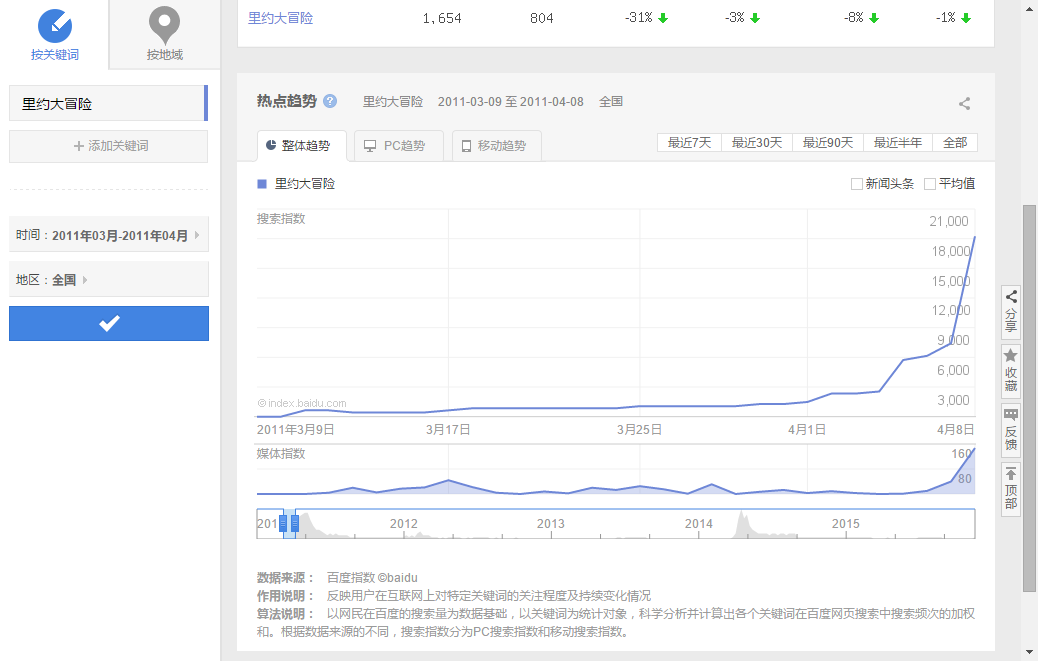 按关键词
按地域
里约大冒险
添加关键词
时间：2011年03月-2011年04月
地区：全国
里约大冒险 1,654 804 -31% -3% -8% -1%
热点趋势 ? 里约大冒险 2011-03-09 至 2011-04-08 全国
整体趋势 PC趋势 移动趋势 最近7天 最近30天 最近90天 最近半年 全部
里约大冒险 新闻头条 平均值
搜索指数
21,000
18,000
15,000
12,000
9,000
6,000
3,000
©index.baidu.com
2011年3月9日 3月17日 3月25日 4月1日 4月8日
媒体指数
160
80
201 2012 2013 2014 2015
数据来源： 百度指数 ©baidu
作用说明： 反映用户在互联网上对特定关键词的关注程度及持续变化情况
算法说明： 以网民在百度的搜索量为数据基础，以关键词为统计对象，科学分析并计算出各个关键词在百度网页搜索中搜索频次的加权
和。根据数据来源的不同，搜索指数分为PC搜索指数和移动搜索指数。
分享
收藏
反馈
顶部